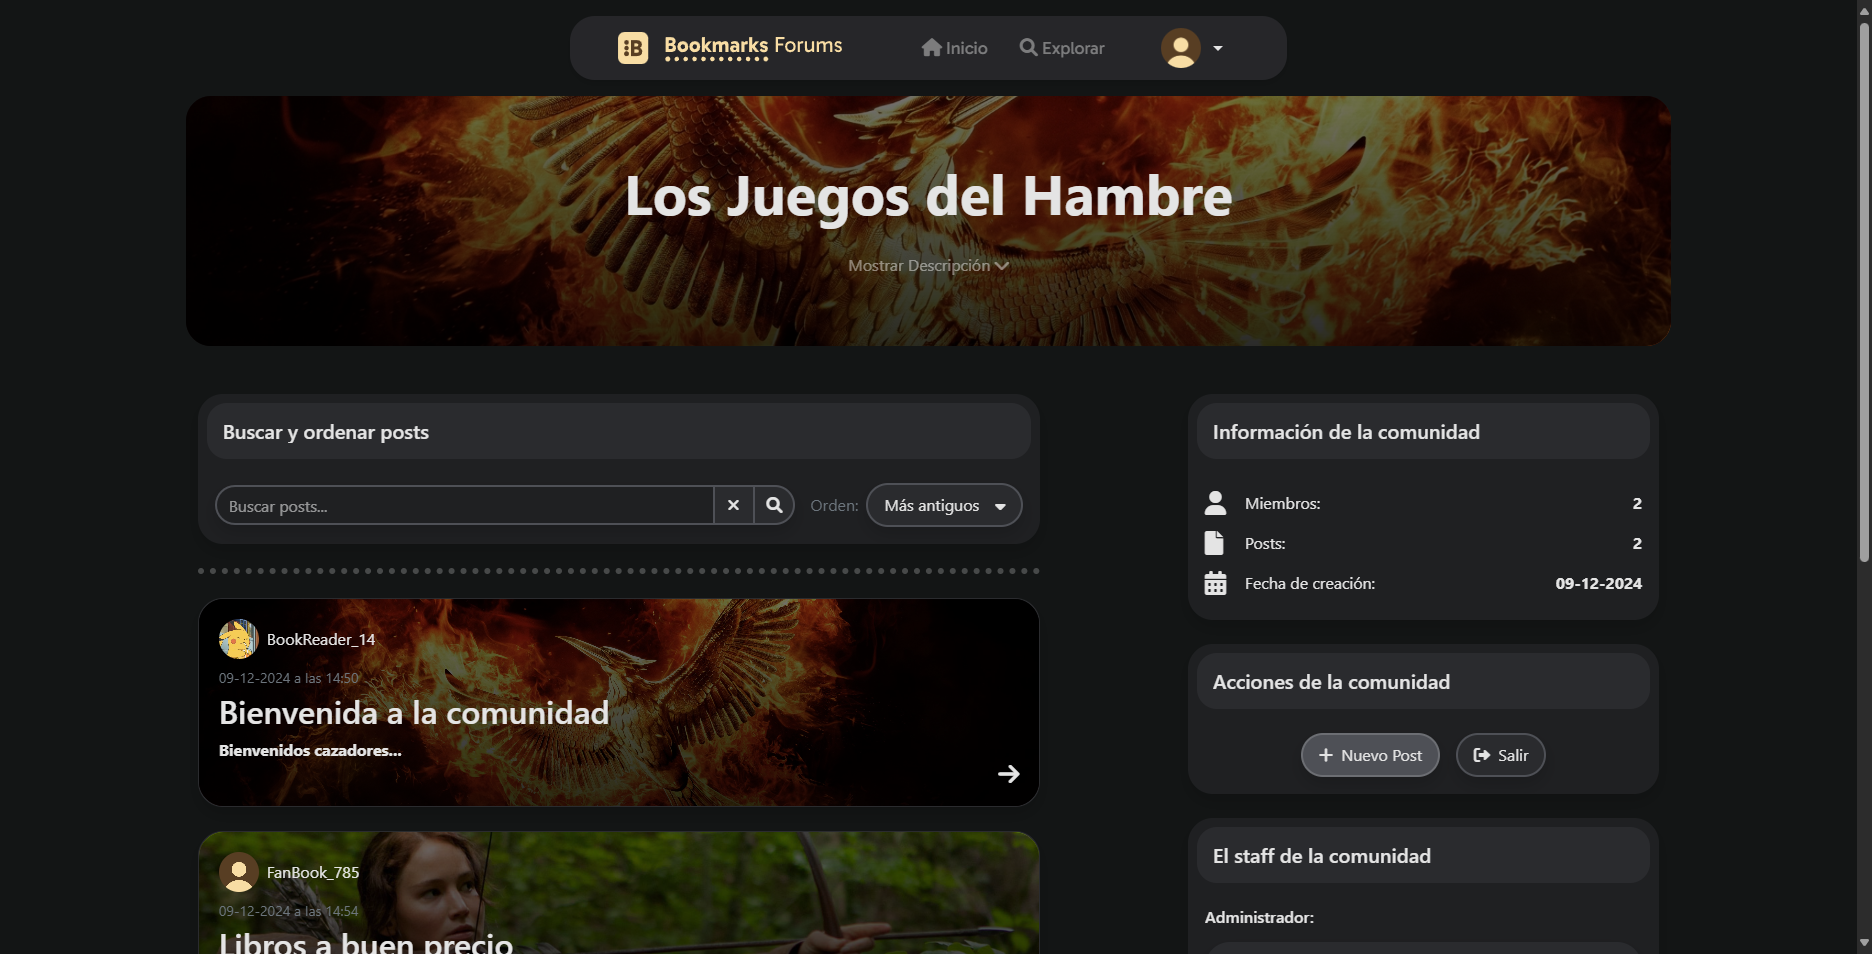 Bookmarks Forums
Inicio
Explorar
Los Juegos del Hambre
Mostrar Descripción
Buscar y ordenar posts
Buscar posts...
Orden:
Más antiguos
BookReader_14
09-12-2024 a las 14:50
Bienvenida a la comunidad
Bienvenidos cazadores...
FanBook_785
09-12-2024 a las 14:54
Libros a buen precio
Información de la comunidad
Miembros: 2
Posts: 2
Fecha de creación: 09-12-2024
Acciones de la comunidad
Nuevo Post
Salir
El staff de la comunidad
Administrador: